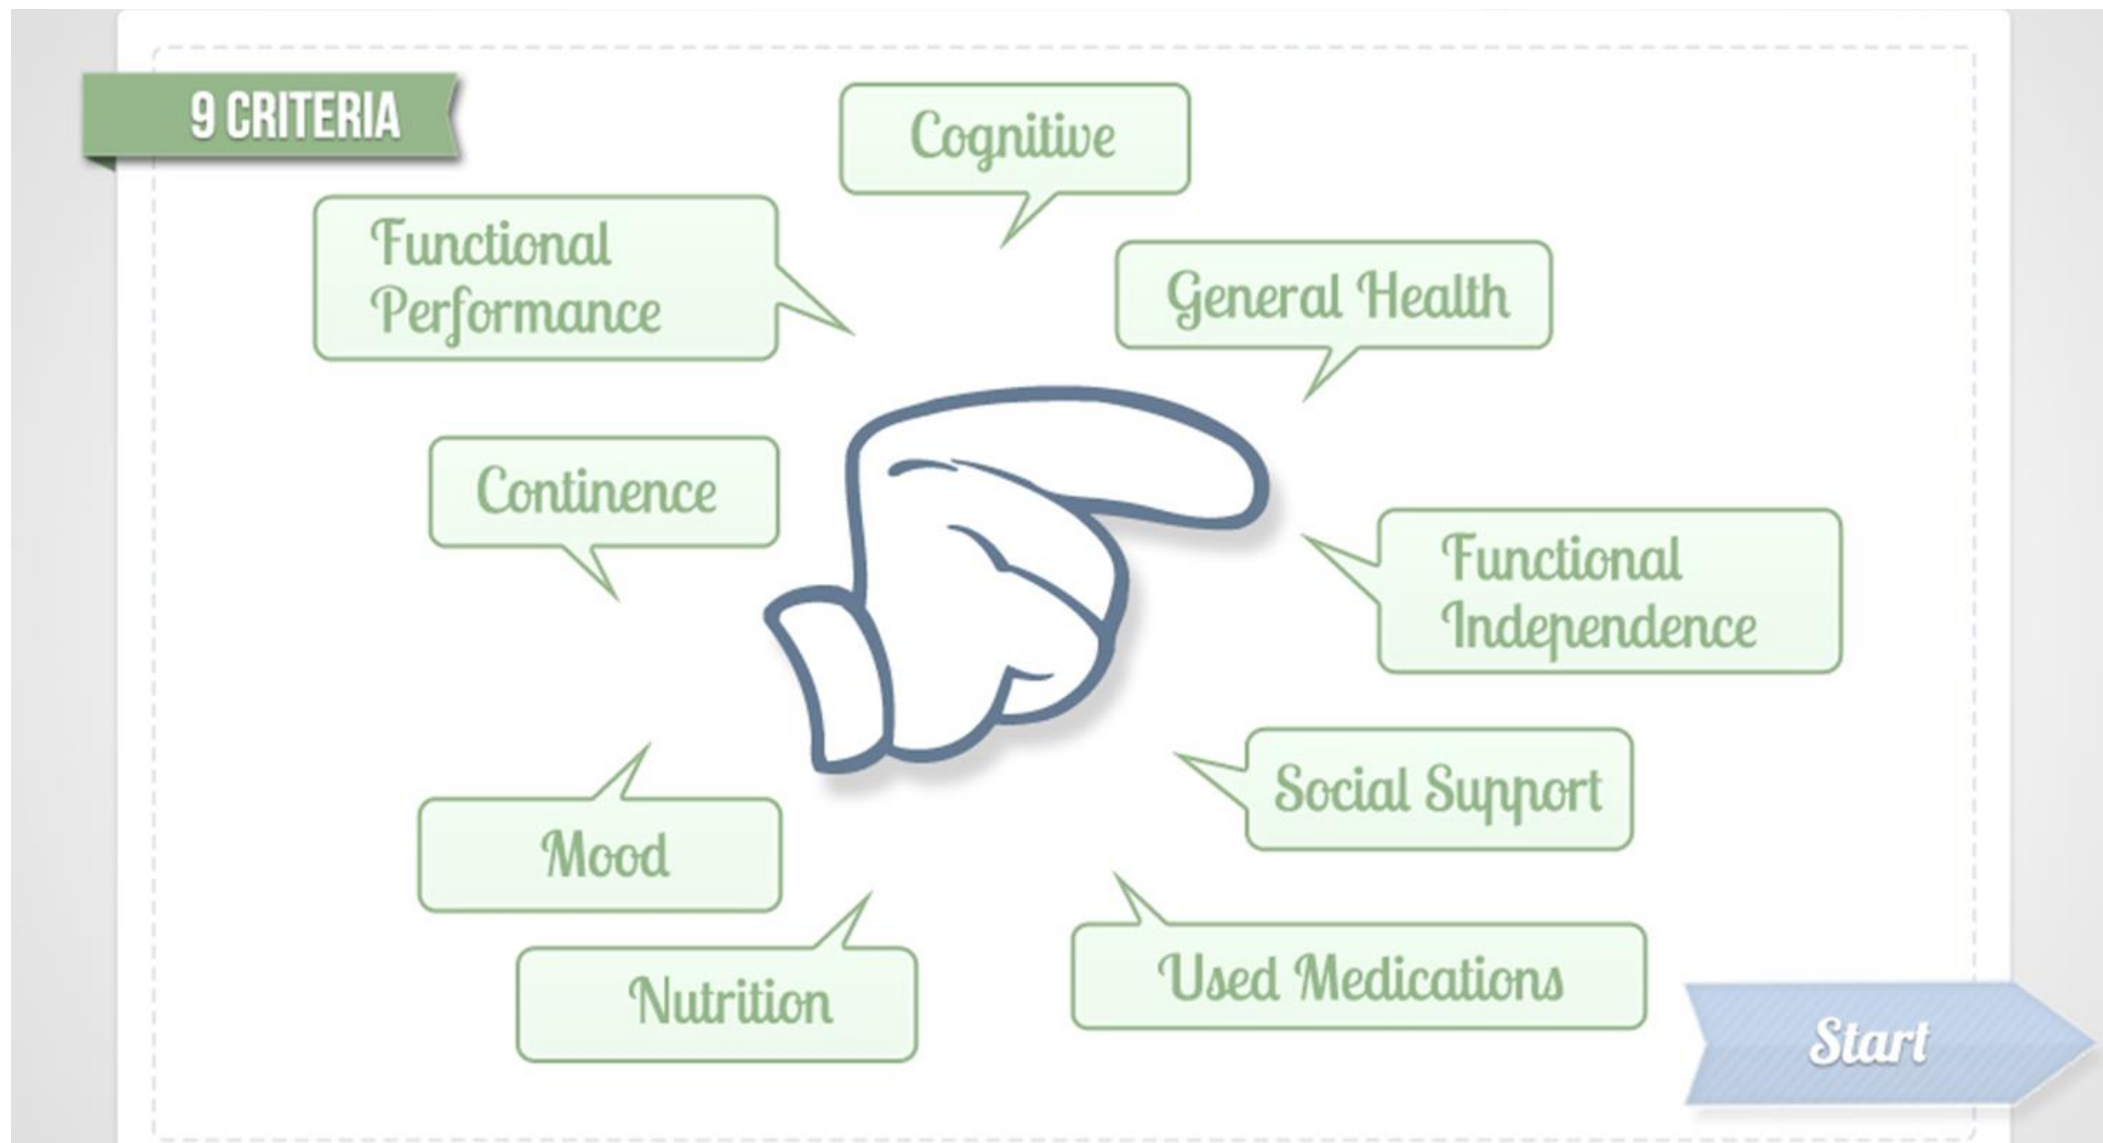 9 CRITERIA
Cognitive
Functional
Performance
General Health
Continence
Functional
Independence
Social Support
Mood
Used Medications
Nutrition
Start